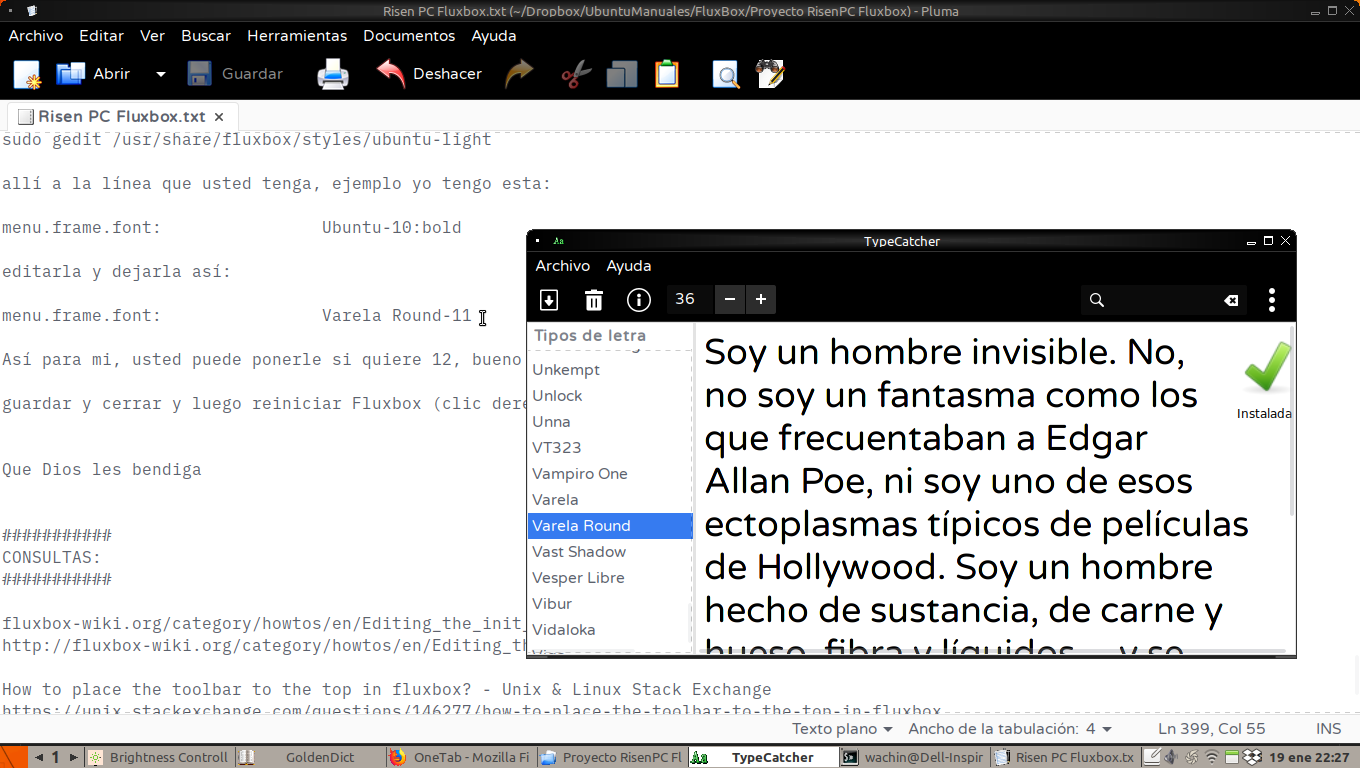 Risen PC Fluxbox.txt (~/Dropbox/UbuntuManuales/FluxBox/Proyecto RisenPC Fluxbox) - Pluma
Archivo Editar Ver Buscar Herramientas Documentos Ayuda
Abrir Guardar Deshacer
Risen PC Fluxbox.txt
sudo gedit /usr/share/fluxbox/styles/ubuntu-light
allí a la línea que usted tenga, ejemplo yo tengo esta:
menu.frame.font: Ubuntu-10:bold
editarla y dejarla así:
menu.frame.font: Varela Round-11
Así para mi, usted puede ponerle si quiere 12, bueno
guardar y cerrar y luego reiniciar Fluxbox (clic dere
Que Dios les bendiga
###########
CONSULTAS:
###########
fluxbox-wiki.org/category/howtos/en/Editing_the_init_
http://fluxbox-wiki.org/category/howtos/en/Editing_th
How to place the toolbar to the top in fluxbox? - Unix & Linux Stack Exchange
https://unix.stackexchange.com/questions/146277/how-to-place-the-toolbar-to-the-top-in-fluxbox
TypeCatcher
Archivo Ayuda
36
Tipos de letra
Unkempt
Unlock
Unna
VT323
Vampiro One
Varela
Varela Round
Vast Shadow
Vesper Libre
Vibur
Vidaloka
Soy un hombre invisible. No,
no soy un fantasma como los
que frecuentaban a Edgar
Allan Poe, ni soy uno de esos
ectoplasmas típicos de películas
de Hollywood. Soy un hombre
hecho de sustancia, de carne y
hueso, fibra y líquidos... y se
Instalada
Texto plano Ancho de la tabulación: 4 Ln 399, Col 55 INS
1 Brightness Controll GoldenDict OneTab - Mozilla Fi Proyecto RisenPC Fl TypeCatcher wachin@Dell-Inspir Risen PC Fluxbox.tx 19 ene 22:27